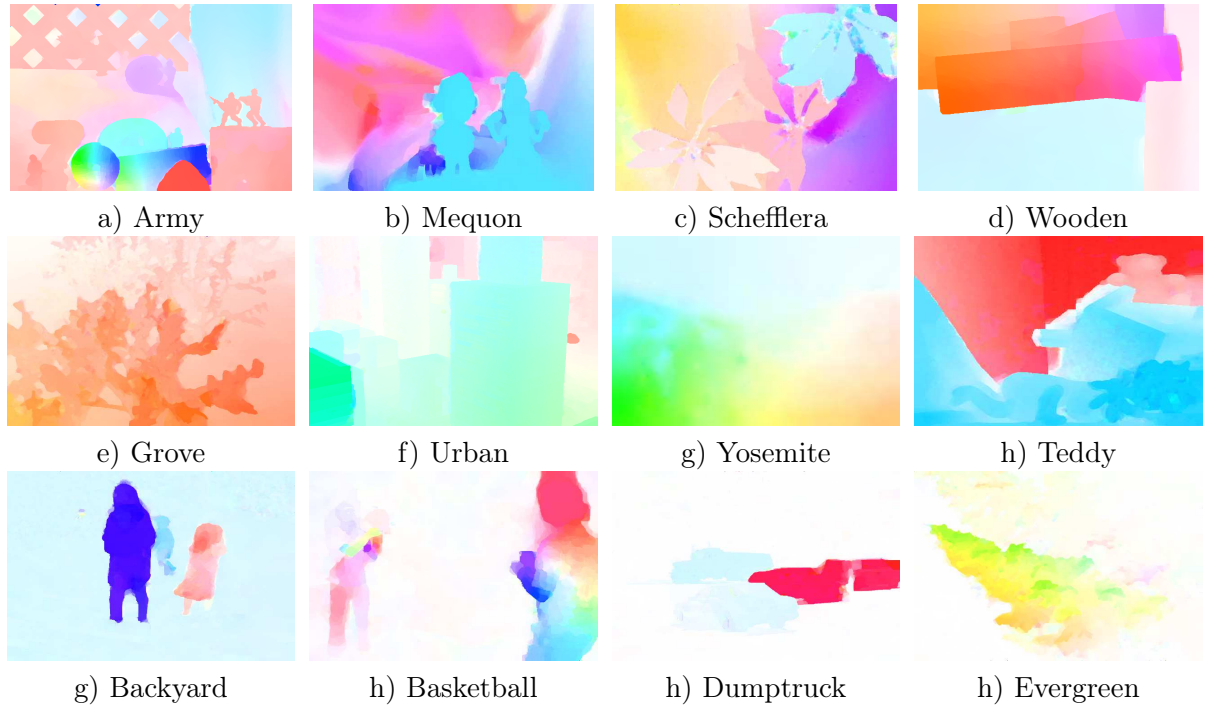 a) Army
b) Mequon
c) Schefflera
d) Wooden
e) Grove
f) Urban
g) Yosemite
h) Teddy
g) Backyard
h) Basketball
h) Dumptruck
h) Evergreen